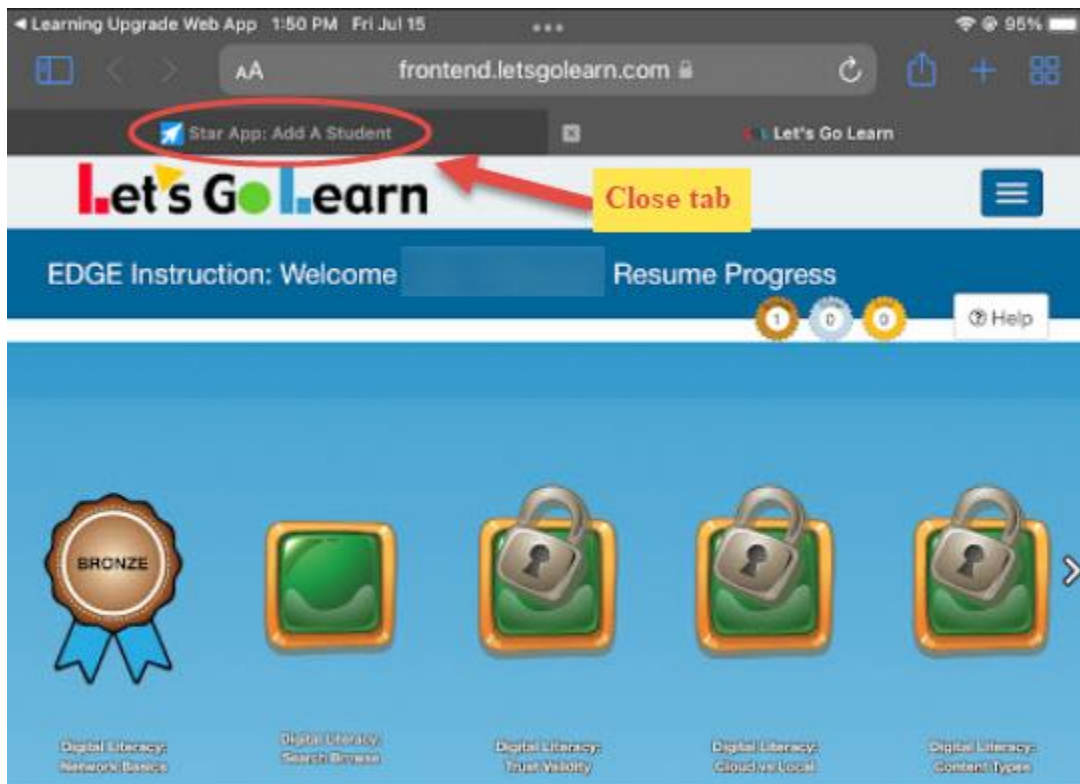 ◄ Learning Upgrade Web App 1:50 PM Fri Jul 15 95%
AA frontend.letsgolearn.com
Star App: Add A Student Let's Go Learn
Let's Go Learn
Close tab
EDGE Instruction: Welcome Resume Progress
1 0 0 ? Help
BRONZE
Digital Literacy: Network Basics
Digital Literacy: Search Browse
Digital Literacy: Trust Validity
Digital Literacy: Cloud vs Local
Digital Literacy: Content Types